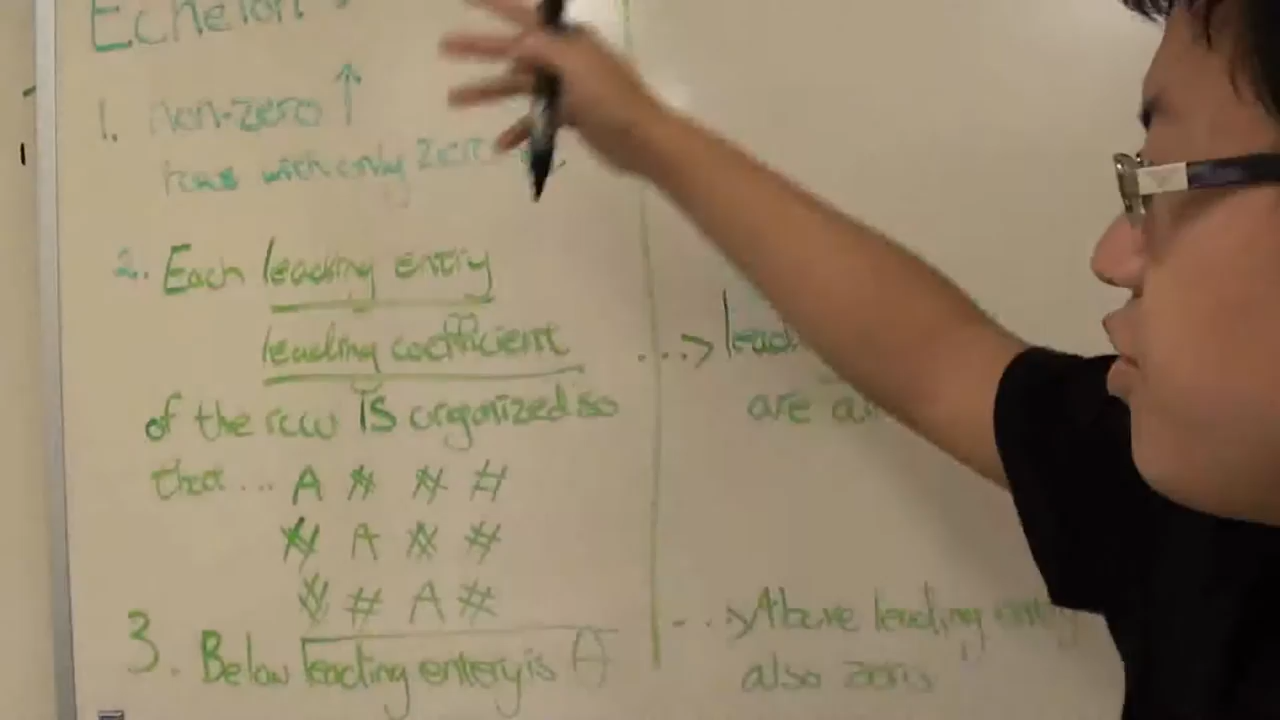 Echelon
1. non-zero ↑
rows with only zero
2. Each leading entry
leading coefficient
of the row is organized so
that... A # # #
# A # #
# # A #
3. Below leading entery is
...> lead
are
...> Above leading entry
also zeros